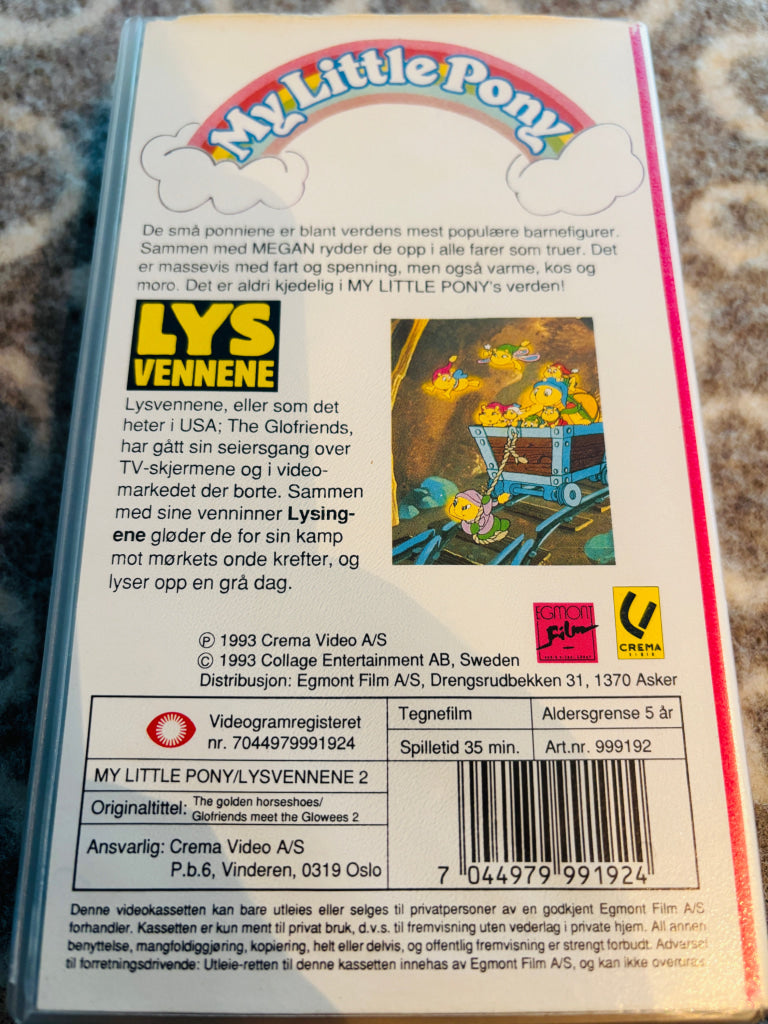 My Little Pony
De små ponniene er blant verdens mest populære barnefigurer.
Sammen med MEGAN rydder de opp i alle farer som truer. Det
er massevis med fart og spenning, men også varme, kos og
moro. Det er aldri kjedelig i MY LITTLE PONY's verden!
LYS
VENNENE
Lysvennene, eller som det
heter i USA; The Glofriends,
har gått sin seiersgang over
TV-skjermene og i video-
markedet der borte. Sammen
med sine venninner Lysing-
ene gløder de for sin kamp
mot mørkets onde krefter, og
lyser opp en grå dag.
EGMONT
Film
CREMA
VIDEO
℗ 1993 Crema Video A/S
© 1993 Collage Entertainment AB, Sweden
Distribusjon: Egmont Film A/S, Drengsrudbekken 31, 1370 Asker
Videogramregisteret
nr. 7044979991924
Tegnefilm
Aldersgrense 5 år
Spilletid 35 min.
Art.nr. 999192
MY LITTLE PONY/LYSVENNENE 2
Originaltittel: The golden horseshoes/
Glofriends meet the Glowees 2
Ansvarlig: Crema Video A/S
P.b.6, Vinderen, 0319 Oslo
7 044979 991924
Denne videokassetten kan bare utleies eller selges til privatpersoner av en godkjent Egmont Film A/S
forhandler. Kassetten er kun ment til privat bruk, d.v.s. til fremvisning uten vederlag i private hjem. All annen
benyttelse, mangfoldiggjøring, kopiering, helt eller delvis, og offentlig fremvisning er strengt forbudt. Advarsel
til forretningsdrivende: Utleie-retten til denne kassetten innehas av Egmont Film A/S, og kan ikke overdras.